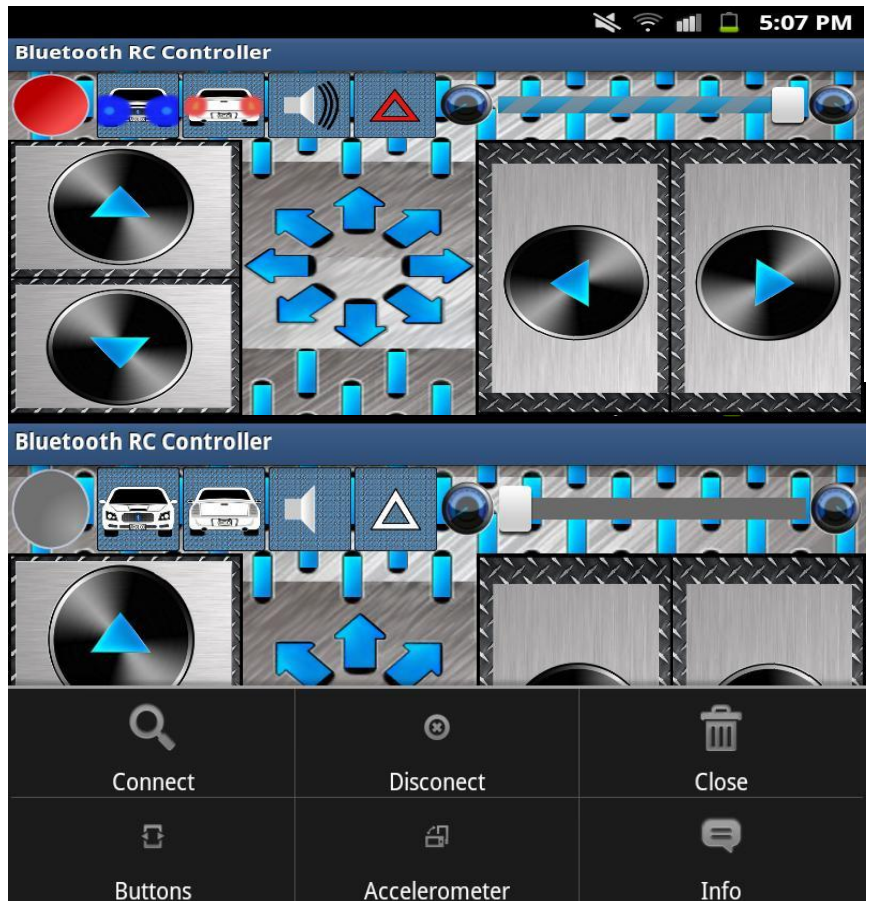 5:07 PM
Bluetooth RC Controller
Bluetooth RC Controller
Connect
Disconect
Close
Buttons
Accelerometer
Info